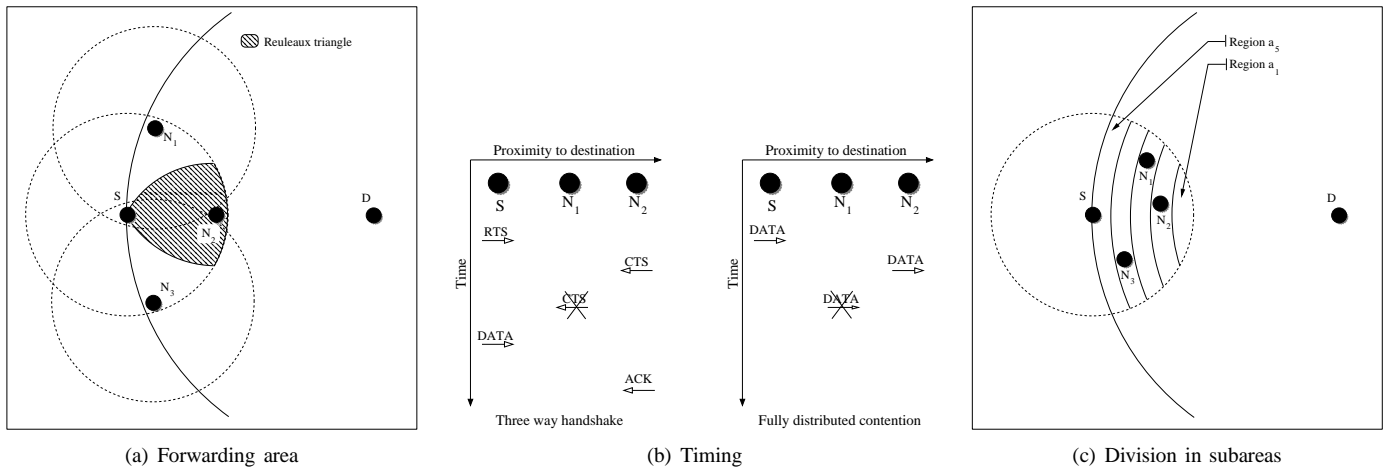 Reuleaux triangle
N1
S
N2
D
N3
(a) Forwarding area
Proximity to destination
S
N1
N2
Time
RTS
CTS
CTS
DATA
ACK
Three way handshake
Proximity to destination
S
N1
N2
Time
DATA
DATA
DATA
Fully distributed contention
(b) Timing
Region a5
Region a1
N1
S
N2
D
N3
(c) Division in subareas